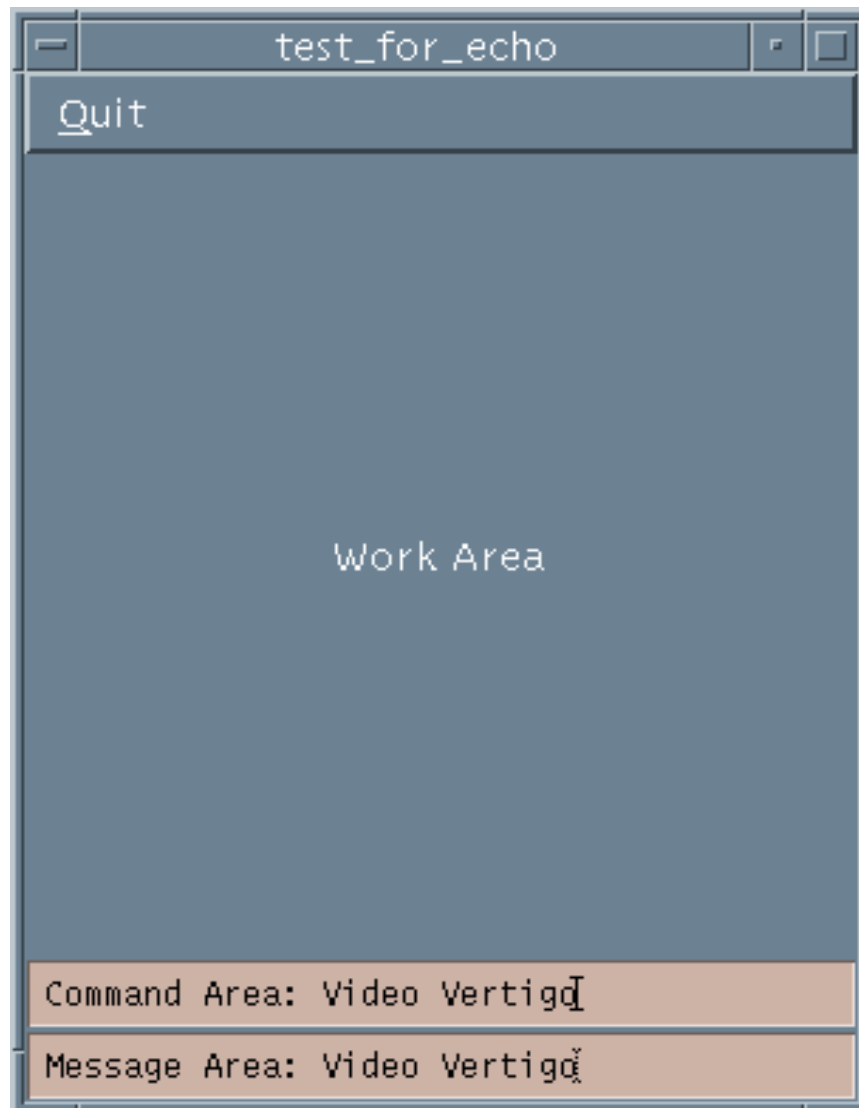 test_for_echo
Quit
Work Area
Command Area: Video Vertigo
Message Area: Video Vertigo